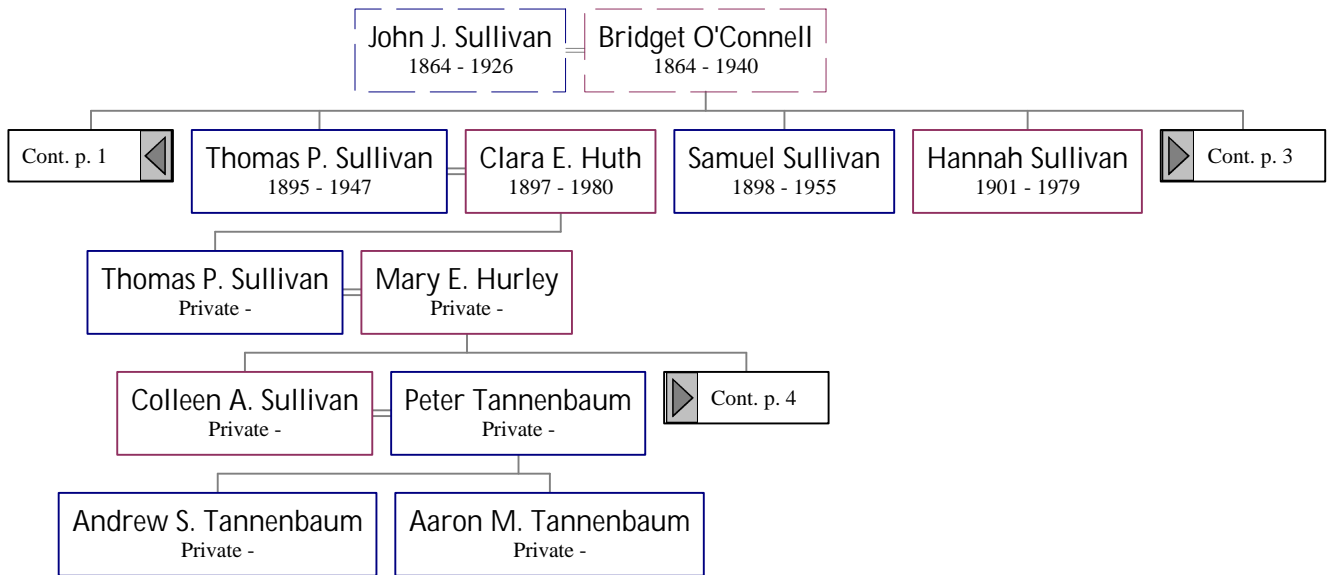 John J. Sullivan
1864 - 1926
Bridget O'Connell
1864 - 1940
Cont. p. 1
Thomas P. Sullivan
1895 - 1947
Clara E. Huth
1897 - 1980
Samuel Sullivan
1898 - 1955
Hannah Sullivan
1901 - 1979
Cont. p. 3
Thomas P. Sullivan
Private -
Mary E. Hurley
Private -
Colleen A. Sullivan
Private -
Peter Tannenbaum
Private -
Cont. p. 4
Andrew S. Tannenbaum
Private -
Aaron M. Tannenbaum
Private -